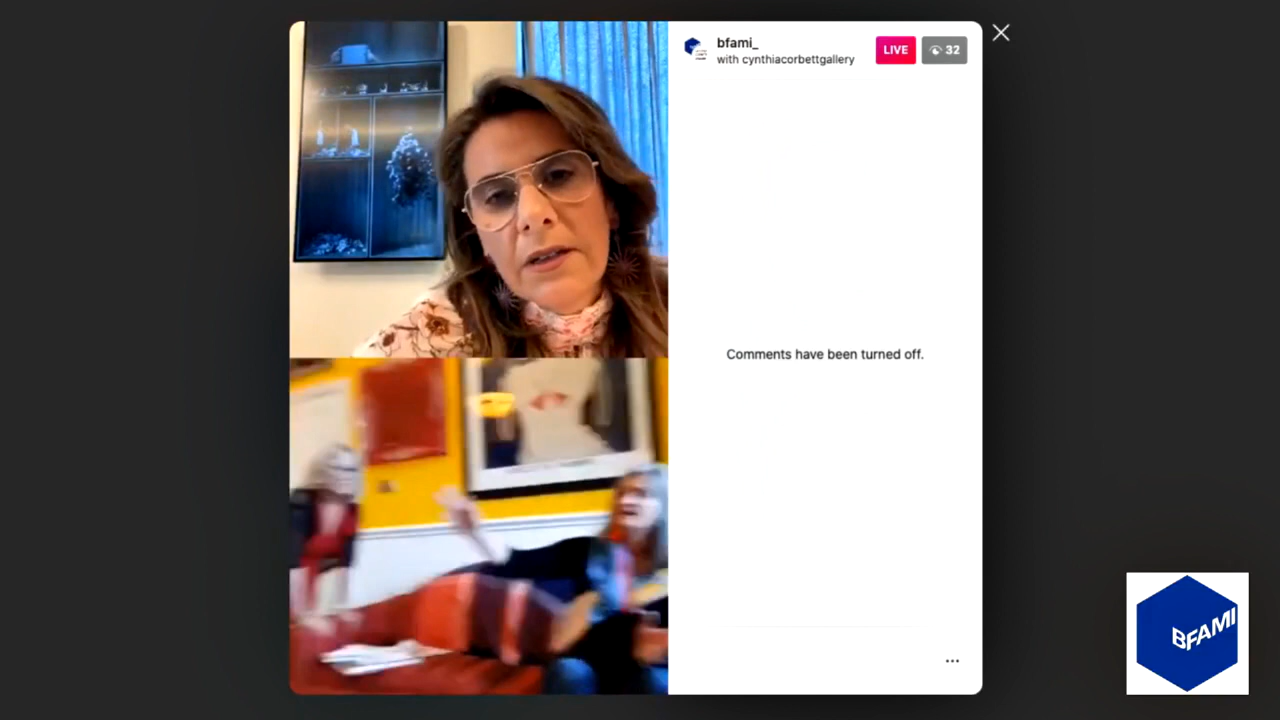 bfami_
with cynthiacorbettgallery
LIVE
32
Comments have been turned off.
BFAMI